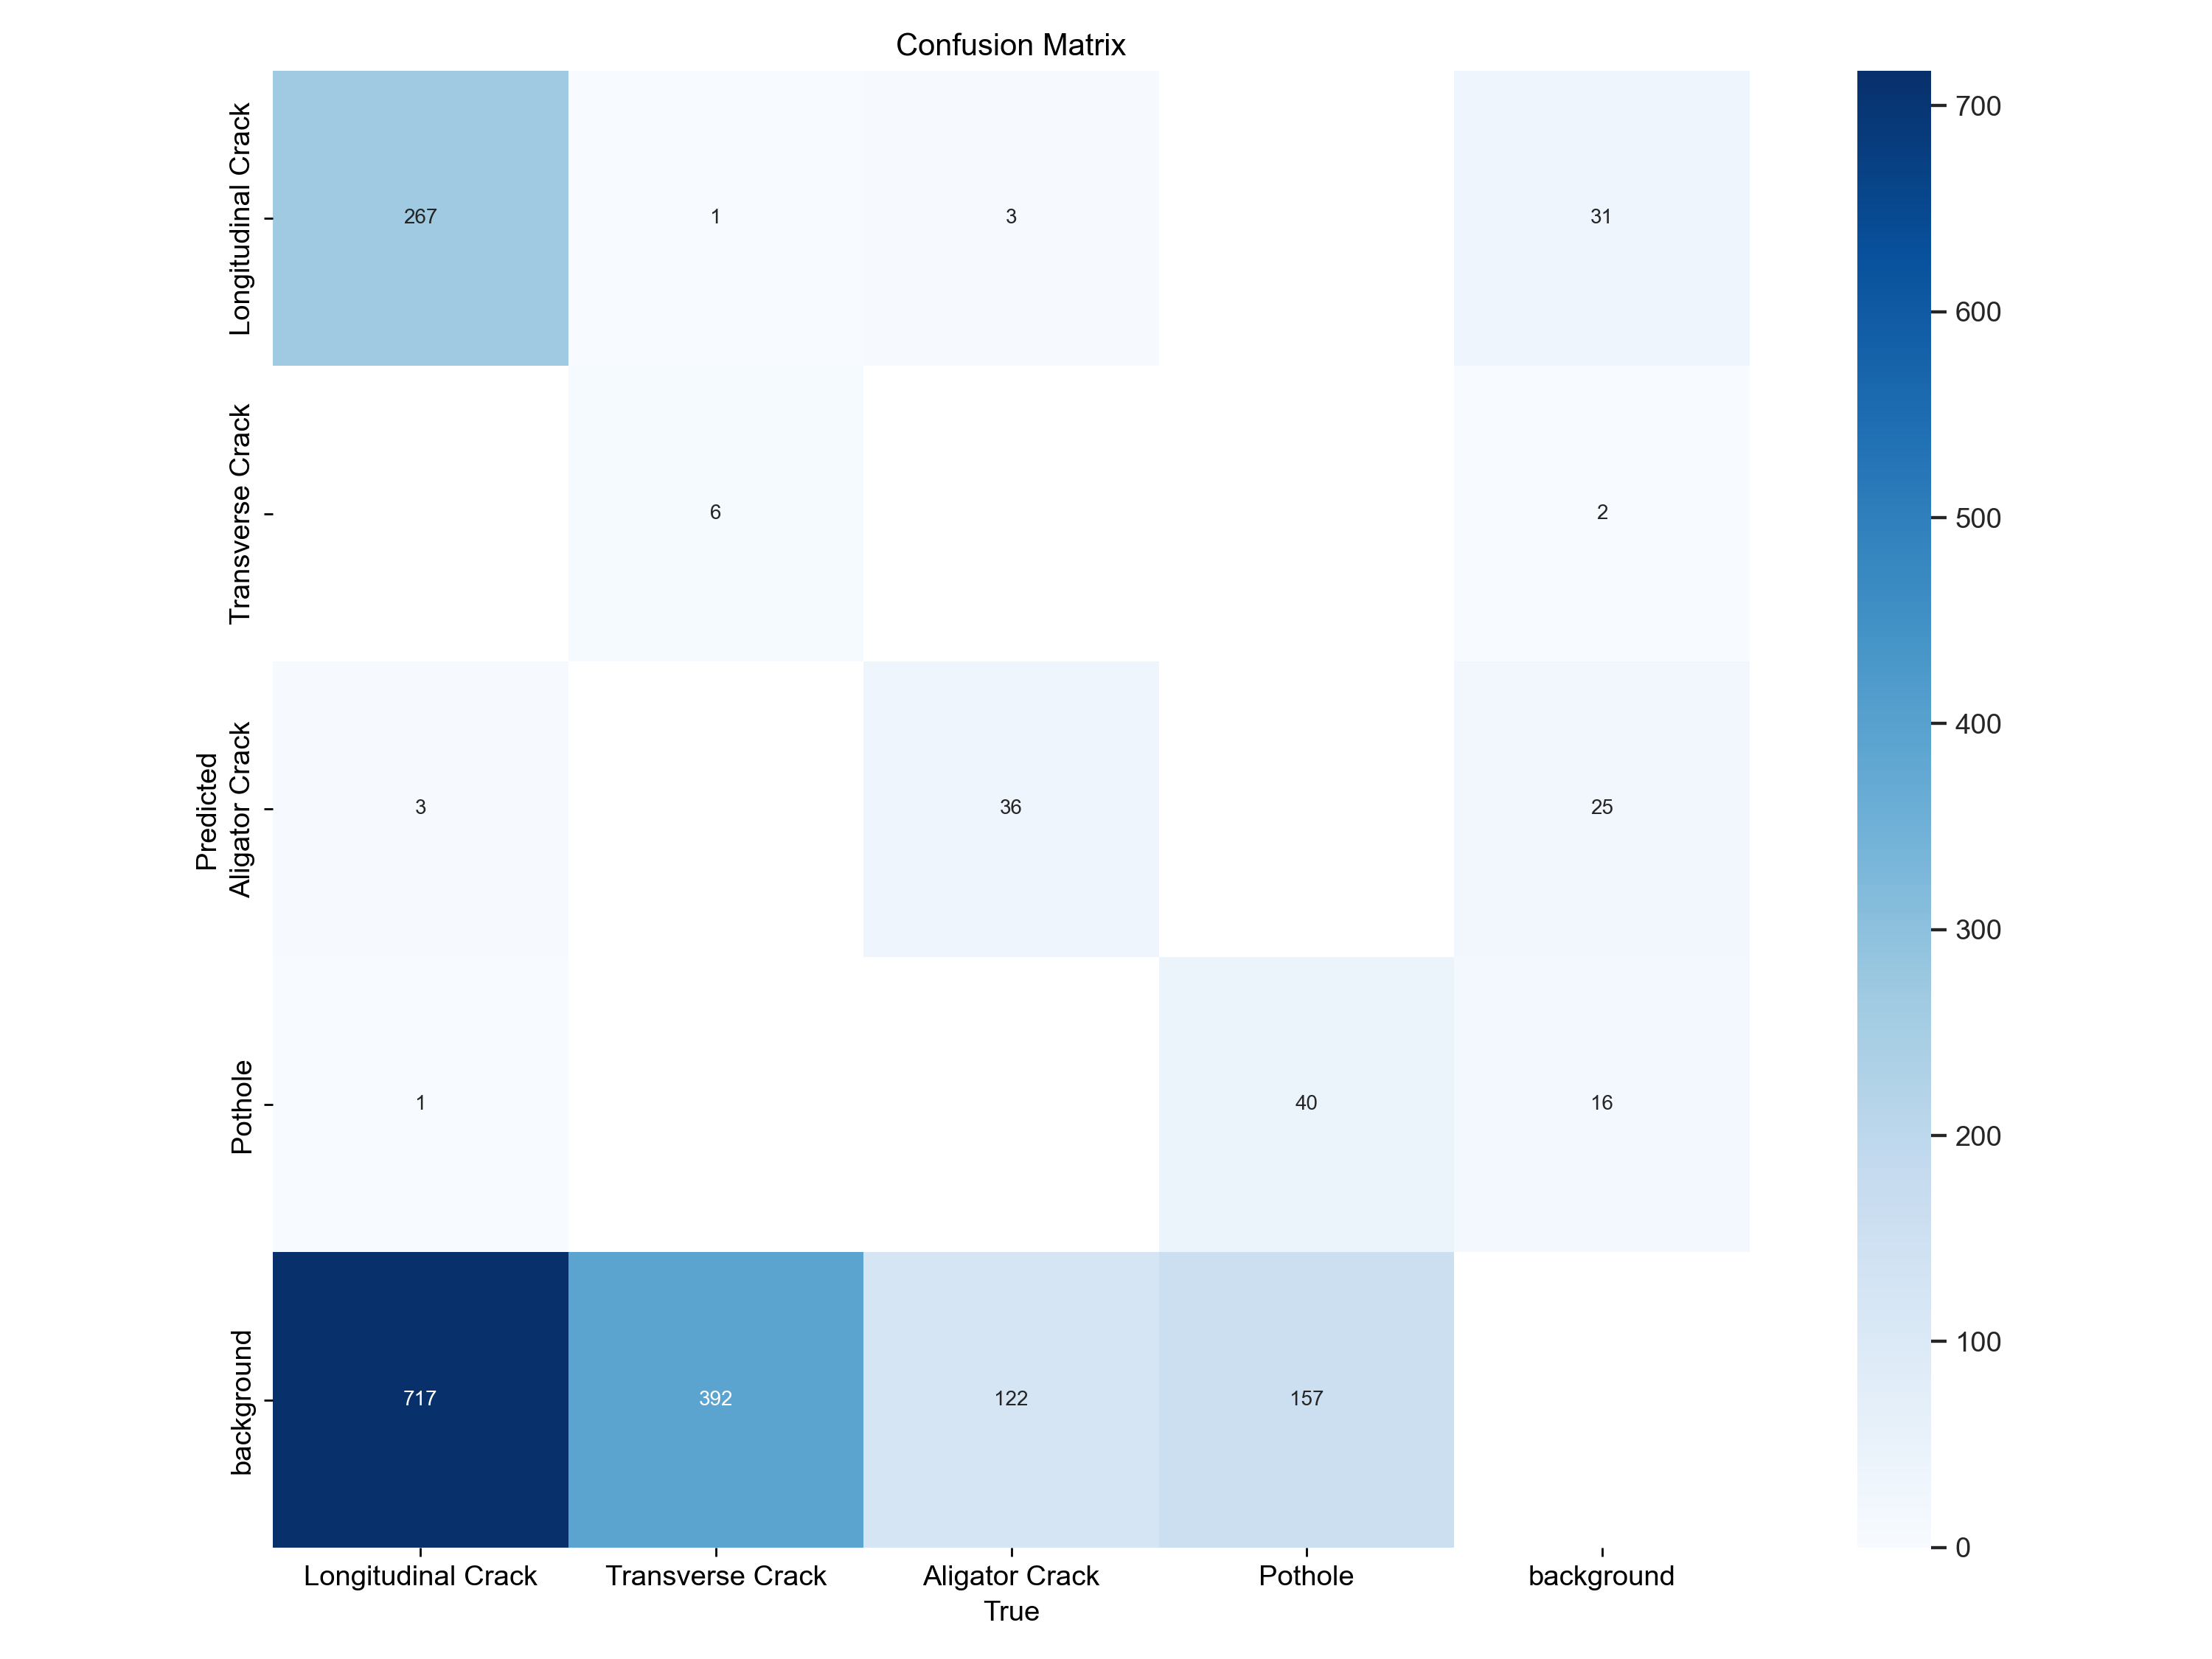 Confusion Matrix
Predicted
Longitudinal Crack
267
1
3
31
Transverse Crack
6
2
Aligator Crack
3
36
25
Pothole
1
40
16
background
717
392
122
157
Longitudinal Crack
Transverse Crack
Aligator Crack
Pothole
background
True
700
600
500
400
300
200
100
0